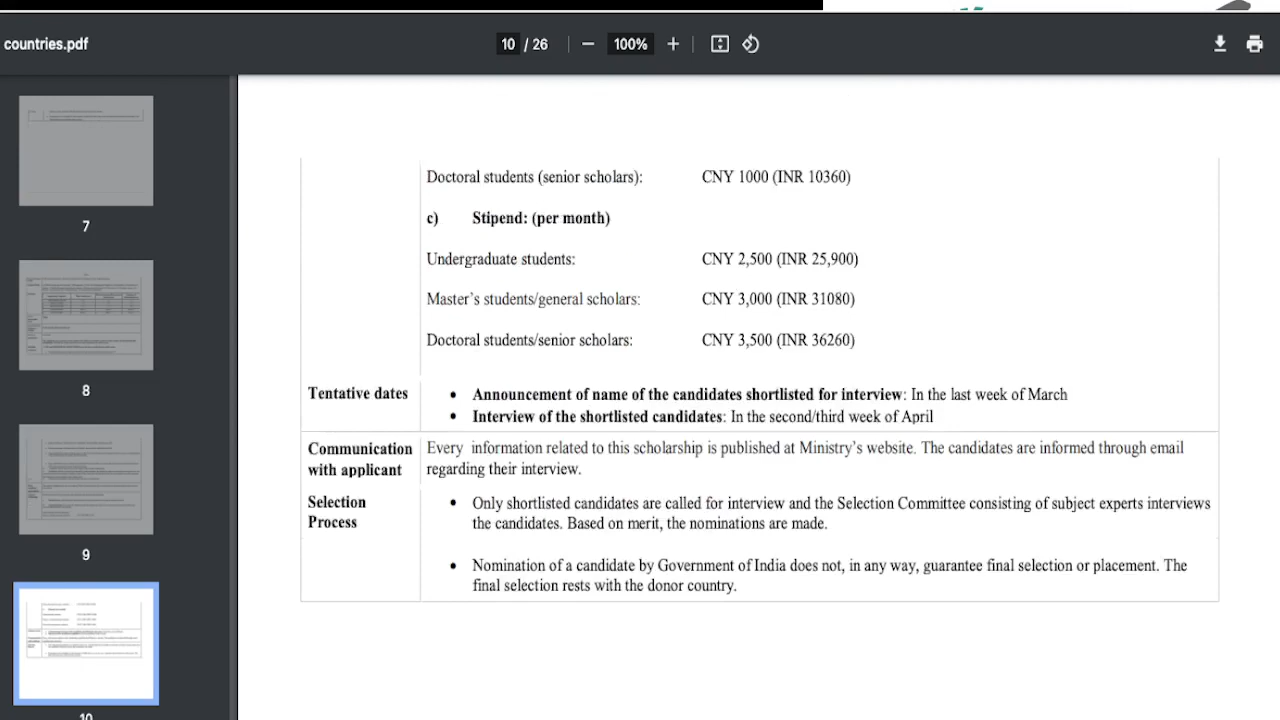 countries.pdf
10 / 26
100%
7
8
9
10
Doctoral students (senior scholars): CNY 1000 (INR 10360)
c) Stipend: (per month)
Undergraduate students: CNY 2,500 (INR 25,900)
Master's students/general scholars: CNY 3,000 (INR 31080)
Doctoral students/senior scholars: CNY 3,500 (INR 36260)
Tentative dates
• Announcement of name of the candidates shortlisted for interview: In the last week of March
• Interview of the shortlisted candidates: In the second/third week of April
Communication
with applicant
Every information related to this scholarship is published at Ministry's website. The candidates are informed through email
regarding their interview.
Selection
Process
• Only shortlisted candidates are called for interview and the Selection Committee consisting of subject experts interviews
the candidates. Based on merit, the nominations are made.
• Nomination of a candidate by Government of India does not, in any way, guarantee final selection or placement. The
final selection rests with the donor country.